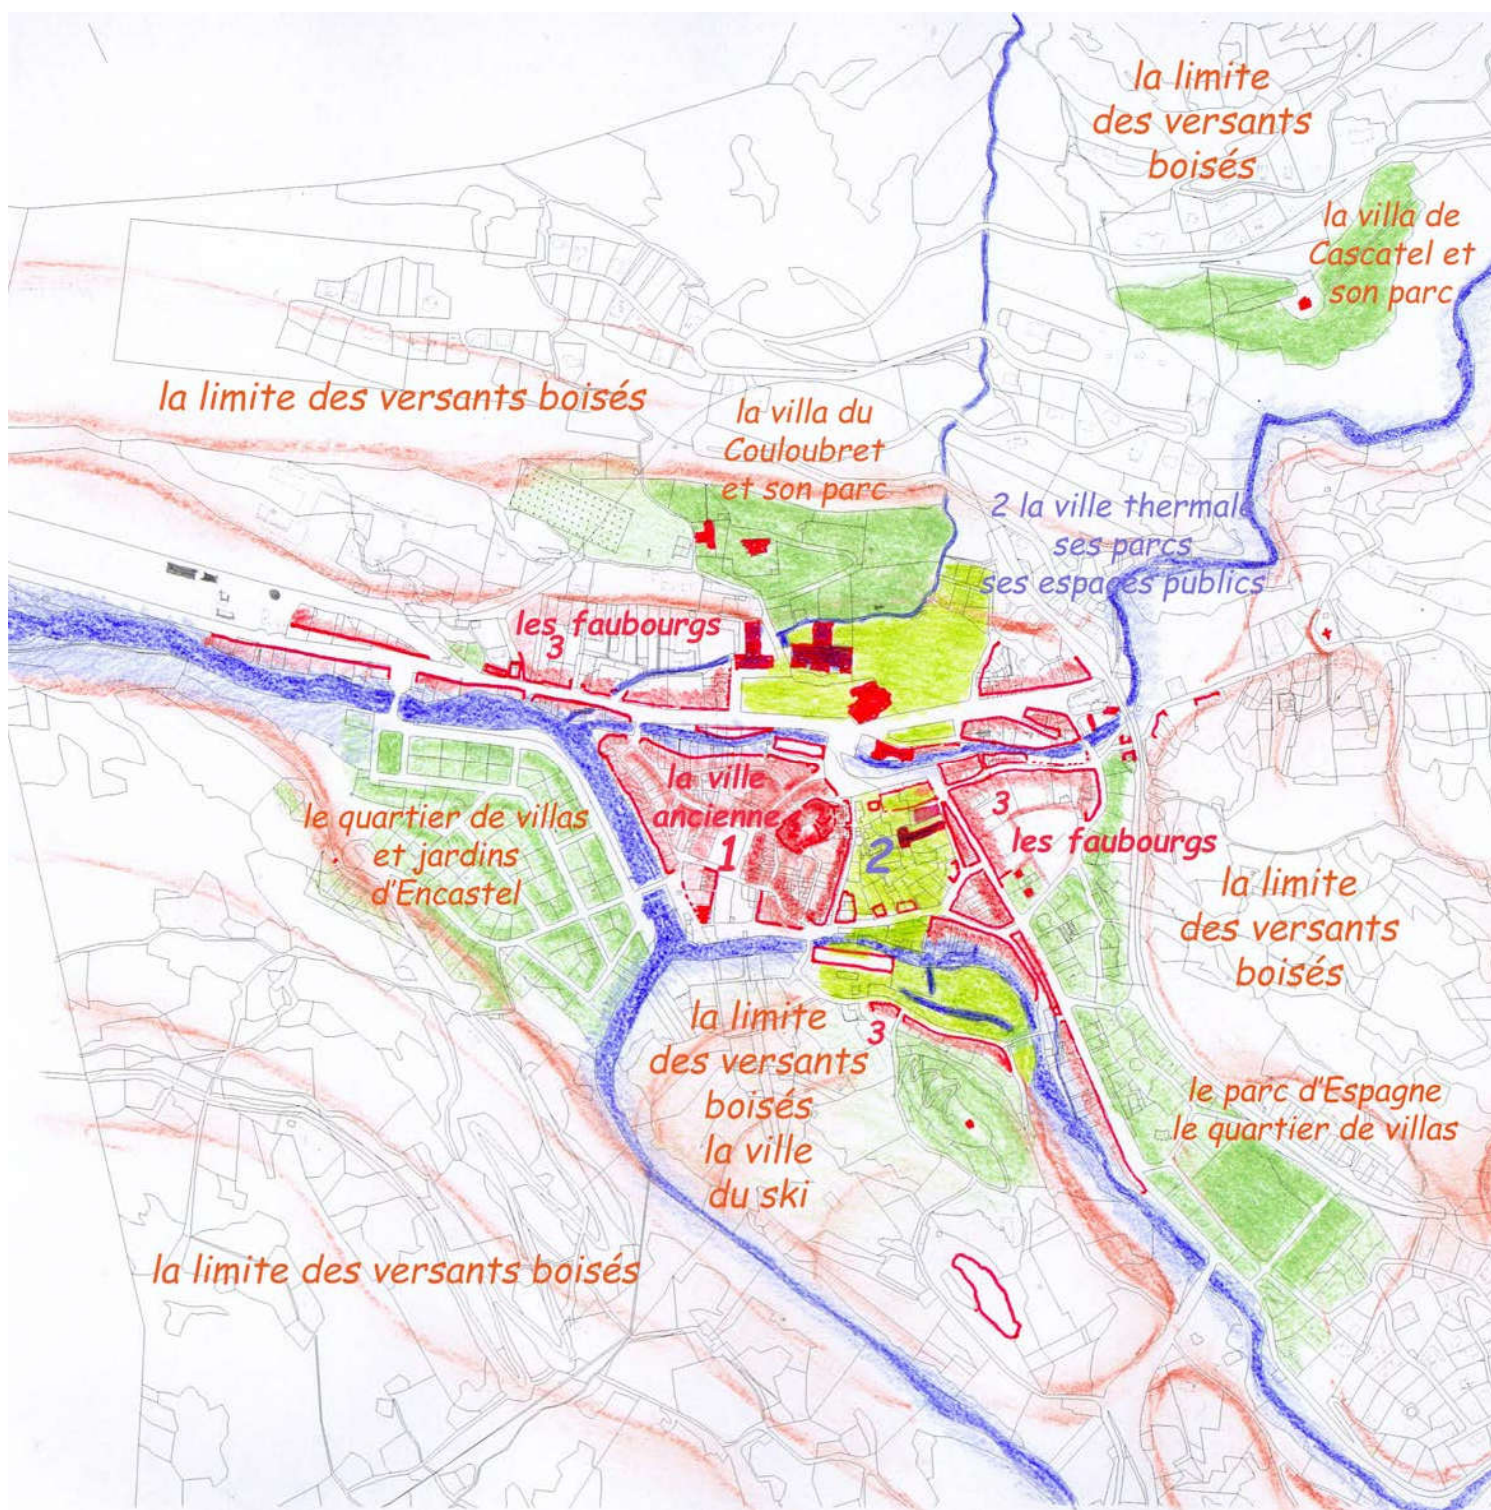 la limite
des versants
boisés
la villa de
Cascatel et
son parc
la limite des versants boisés
la villa du
Couloubret
et son parc
2 la ville thermale
ses parcs
ses espaces publics
les faubourgs
3
la ville
ancienne
1
2
3
les faubourgs
le quartier de villas
et jardins
d'Encastel
la limite
des versants
boisés
la limite
des versants
boisés
la ville
du ski
3
le parc d'Espagne
le quartier de villas
la limite des versants boisés